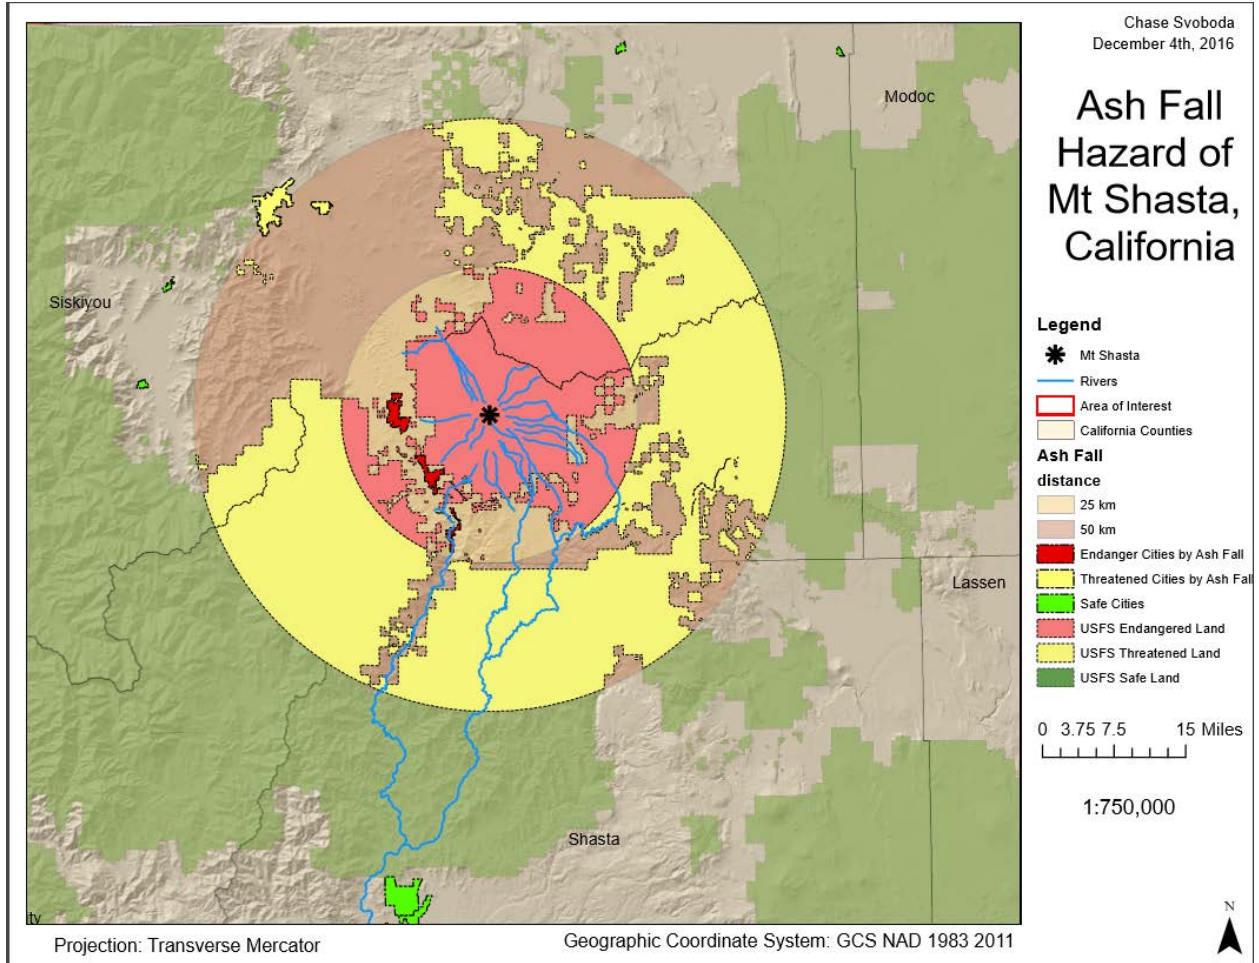 Chase Svoboda
December 4th, 2016
Ash Fall
Hazard of
Mt Shasta,
California
Modoc
Siskiyou
Lassen
Shasta
ity
Legend
Mt Shasta
Rivers
Area of Interest
California Counties
Ash Fall
distance
25 km
50 km
Endanger Cities by Ash Fall
Threatened Cities by Ash Fall
Safe Cities
USFS Endangered Land
USFS Threatened Land
USFS Safe Land
0 3.75 7.5 15 Miles
1:750,000
N
Projection: Transverse Mercator
Geographic Coordinate System: GCS NAD 1983 2011